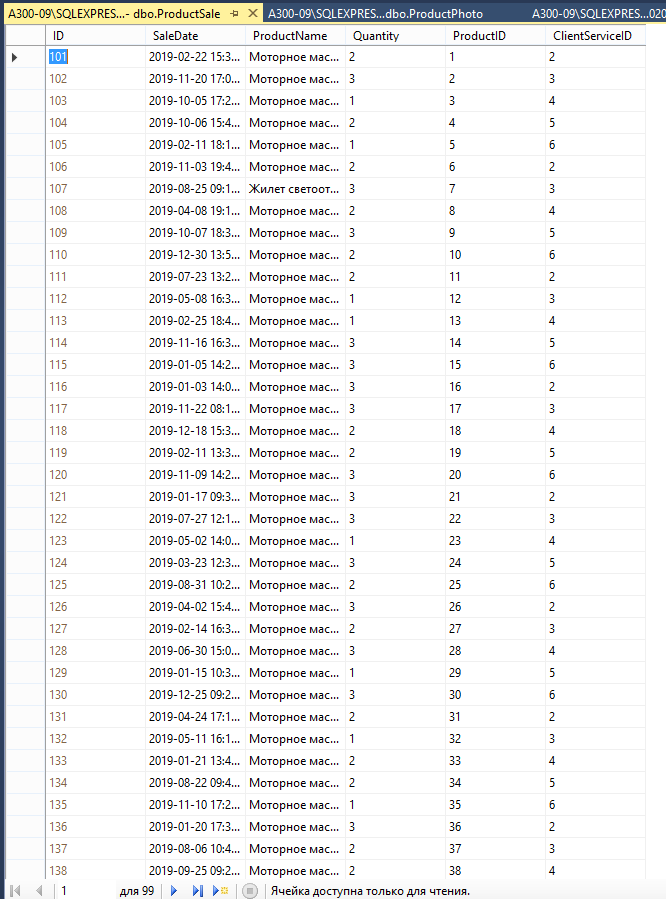 A300-09\SQLEXPRES...- dbo.ProductSale A300-09\SQLEXPRES...dbo.ProductPhoto A300-09\SQLEXPRES...020
ID SaleDate ProductName Quantity ProductID ClientServiceID
101 2019-02-22 15:3... Моторное мас... 2 1 2
102 2019-11-20 17:0... Моторное мас... 3 2 3
103 2019-10-05 17:2... Моторное мас... 1 3 4
104 2019-10-06 15:4... Моторное мас... 2 4 5
105 2019-02-11 18:1... Моторное мас... 1 5 6
106 2019-11-03 19:4... Моторное мас... 2 6 2
107 2019-08-25 09:1... Жилет светоот... 3 7 3
108 2019-04-08 19:1... Моторное мас... 2 8 4
109 2019-10-07 18:3... Моторное мас... 3 9 5
110 2019-12-30 13:5... Моторное мас... 2 10 6
111 2019-07-23 13:2... Моторное мас... 2 11 2
112 2019-05-08 16:3... Моторное мас... 1 12 3
113 2019-02-25 18:4... Моторное мас... 1 13 4
114 2019-11-16 16:3... Моторное мас... 3 14 5
115 2019-01-05 14:2... Моторное мас... 3 15 6
116 2019-01-03 14:0... Моторное мас... 3 16 2
117 2019-11-22 08:1... Моторное мас... 3 17 3
118 2019-12-18 15:3... Моторное мас... 2 18 4
119 2019-02-11 13:3... Моторное мас... 2 19 5
120 2019-11-09 14:2... Моторное мас... 3 20 6
121 2019-01-17 09:3... Моторное мас... 3 21 2
122 2019-07-27 12:1... Моторное мас... 3 22 3
123 2019-05-02 14:0... Моторное мас... 1 23 4
124 2019-03-23 12:3... Моторное мас... 3 24 5
125 2019-08-31 10:2... Моторное мас... 2 25 6
126 2019-04-02 15:4... Моторное мас... 3 26 2
127 2019-02-14 16:3... Моторное мас... 2 27 3
128 2019-06-30 15:0... Моторное мас... 3 28 4
129 2019-01-15 10:3... Моторное мас... 1 29 5
130 2019-12-25 09:2... Моторное мас... 3 30 6
131 2019-04-24 17:1... Моторное мас... 2 31 2
132 2019-05-11 16:1... Моторное мас... 1 32 3
133 2019-01-21 13:4... Моторное мас... 2 33 4
134 2019-08-22 09:4... Моторное мас... 2 34 5
135 2019-11-10 17:2... Моторное мас... 1 35 6
136 2019-01-20 17:3... Моторное мас... 3 36 2
137 2019-08-06 10:4... Моторное мас... 2 37 3
138 2019-09-25 09:2... Моторное мас... 2 38 4
1 для 99 Ячейка доступна только для чтения.